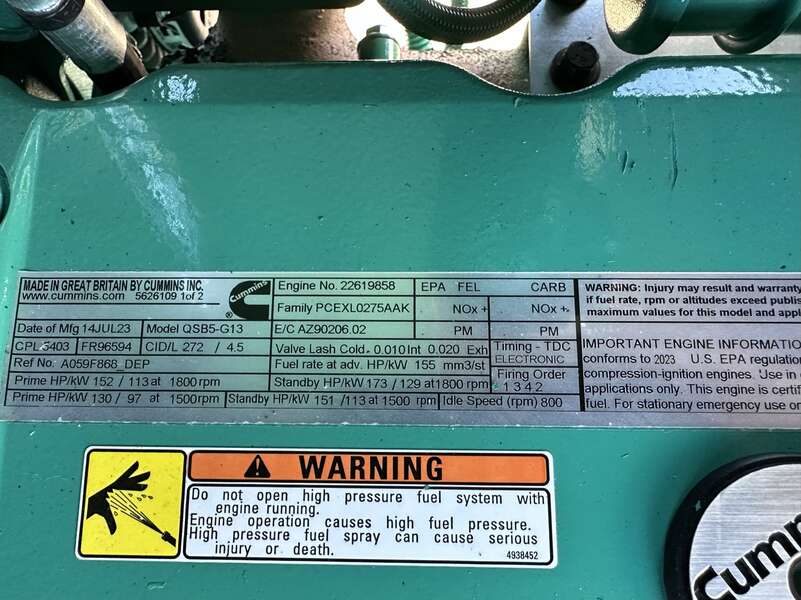 MADE IN GREAT BRITAIN BY CUMMINS INC.
www.cummins.com 5626109 1of 2
Cummins
Engine No. 22619858
EPA FEL CARB
Family PCEXL0275AAK
NOx + NOx +
Date of Mfg 14JUL23 Model QSB5-G13
E/C AZ90206.02
PM PM
CPL 5403 FR96594 CID/L 272 / 4.5
Valve Lash Cold 0.010 Int 0.020 Exh
Timing - TDC
ELECTRONIC
Ref No. A059F868_DEP
Fuel rate at adv. HP/kW 155 mm3/st
Firing Order
1 3 4 2
Prime HP/kW 152 / 113 at 1800 rpm
Standby HP/kW 173 / 129 at 1800 rpm
Prime HP/kW 130 / 97 at 1500rpm
Standby HP/kW 151 /113 at 1500 rpm
Idle Speed (rpm) 800
WARNING: Injury may result and warranty
if fuel rate, rpm or altitudes exceed
maximum values for this model and
IMPORTANT ENGINE
conforms to 2023 U.S. EPA
compression-ignition engines. Use in
applications only. This engine is
fuel. For stationary emergency use
WARNING
Do not open high pressure fuel system with
engine running.
Engine operation causes high fuel pressure.
High pressure fuel spray can cause serious
injury or death.
4938452
Cummins